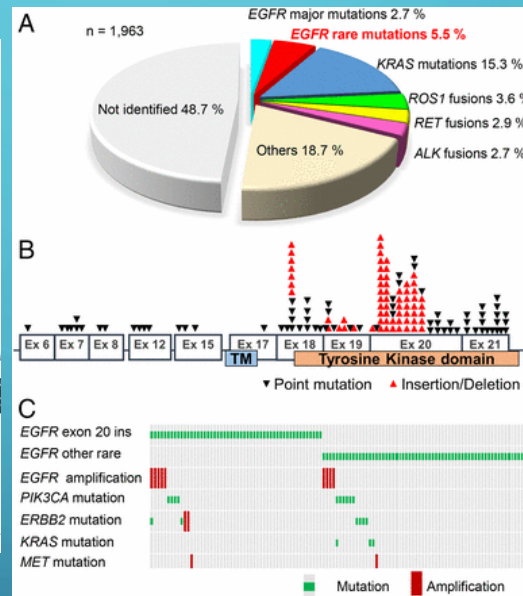 A
n = 1,963
EGFR major mutations 2.7 %
EGFR rare mutations 5.5 %
KRAS mutations 15.3 %
ROS1 fusions 3.6 %
RET fusions 2.9 %
ALK fusions 2.7 %
Others 18.7 %
Not identified 48.7 %
B
Ex 6 Ex 7 Ex 8 Ex 12 Ex 15 Ex 17 Ex 18 Ex 19 Ex 20 Ex 21
TM Tyrosine Kinase domain
Point mutation Insertion/Deletion
C
EGFR exon 20 ins
EGFR other rare
EGFR amplification
PIK3CA mutation
ERBB2 mutation
KRAS mutation
MET mutation
Mutation Amplification